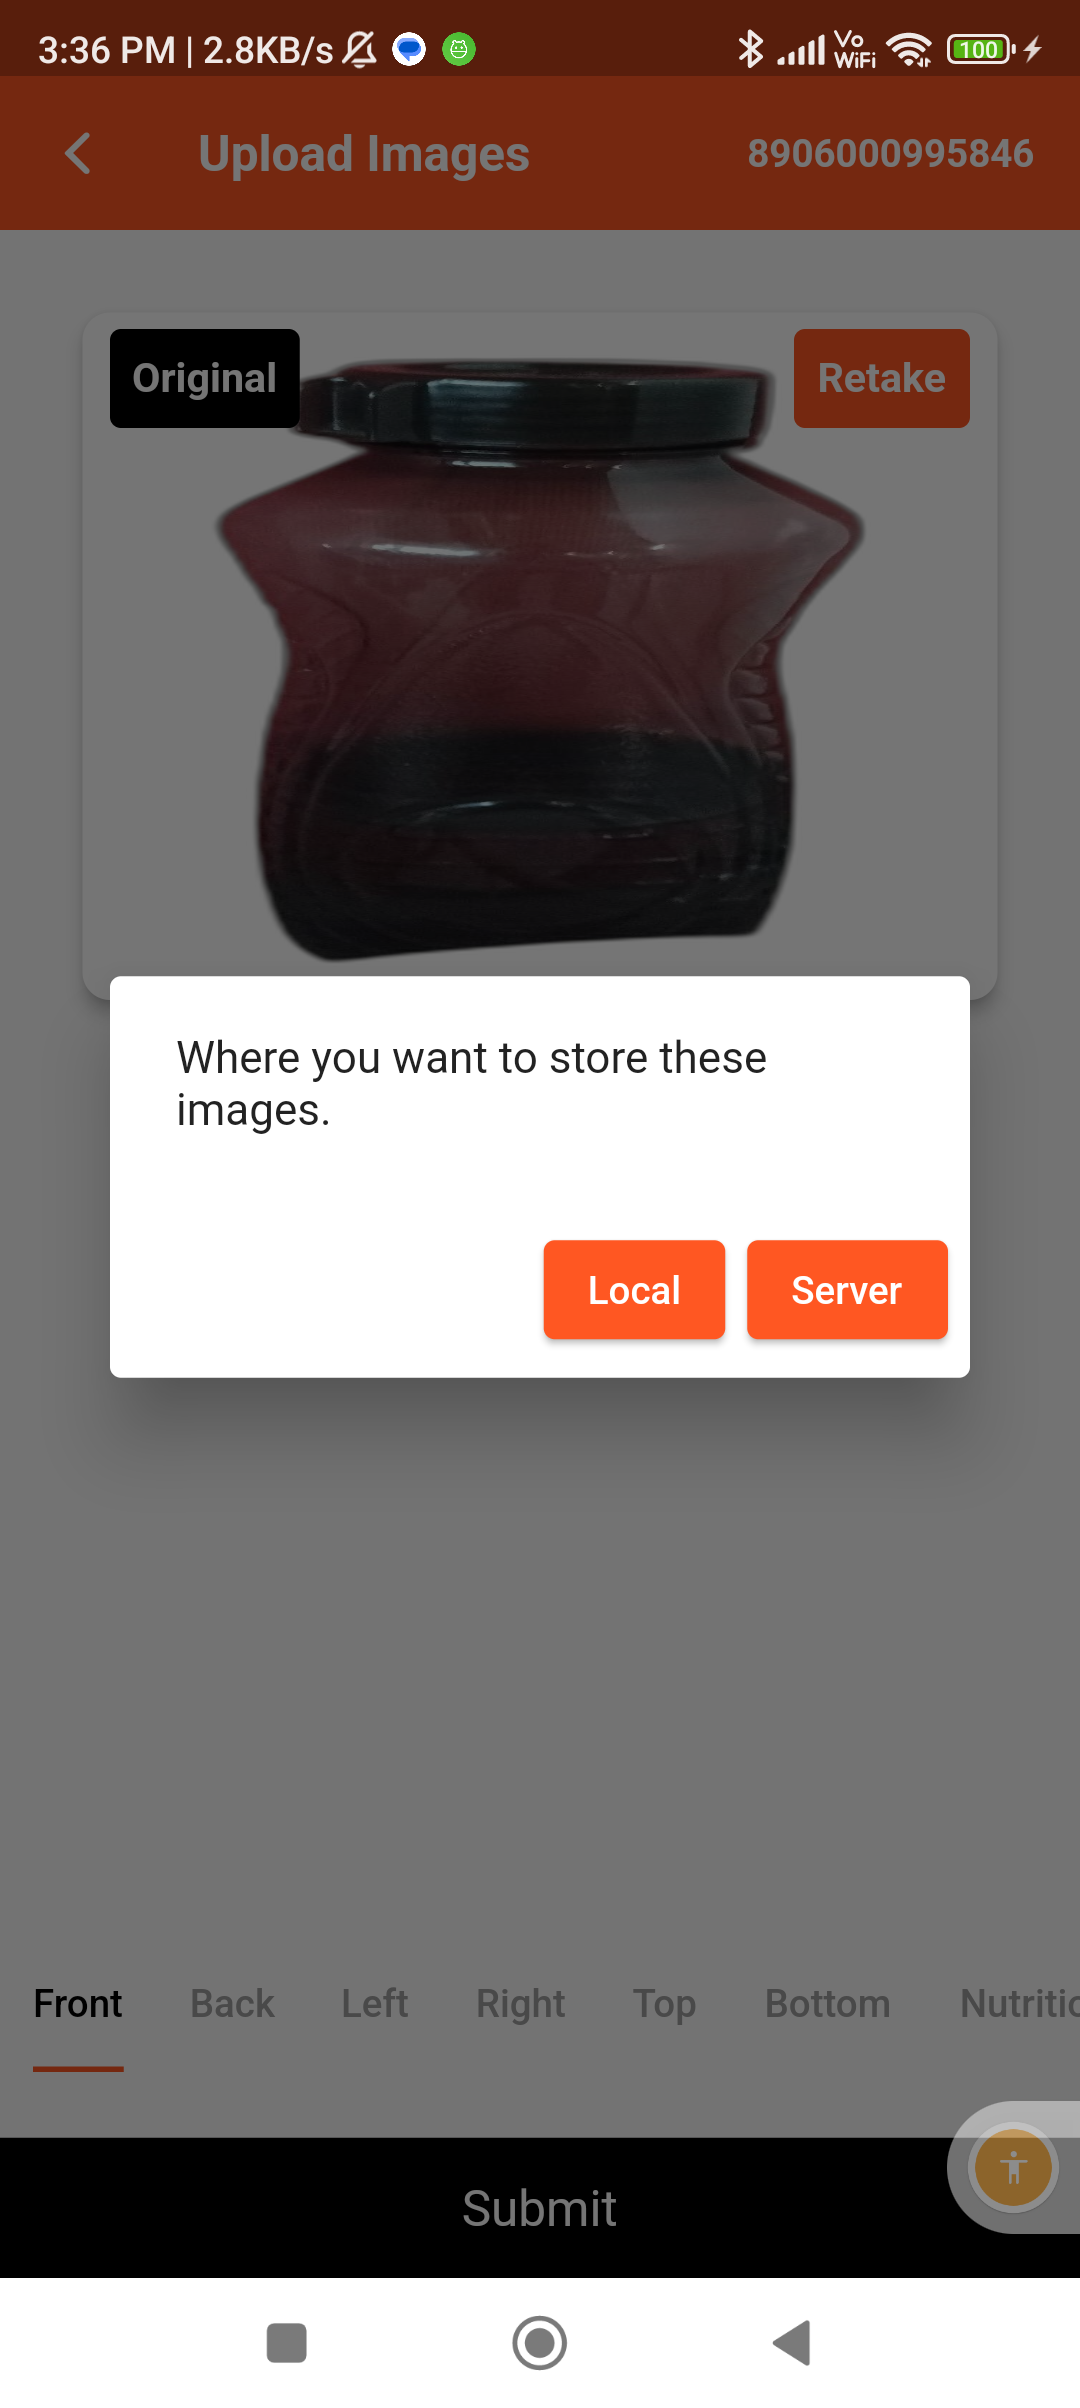 3:36 PM | 2.8KB/s Vo WiFi 100
Upload Images 8906000995846
Original Retake
Where you want to store these
images.
Local Server
Front Back Left Right Top Bottom Nutritic
Submit